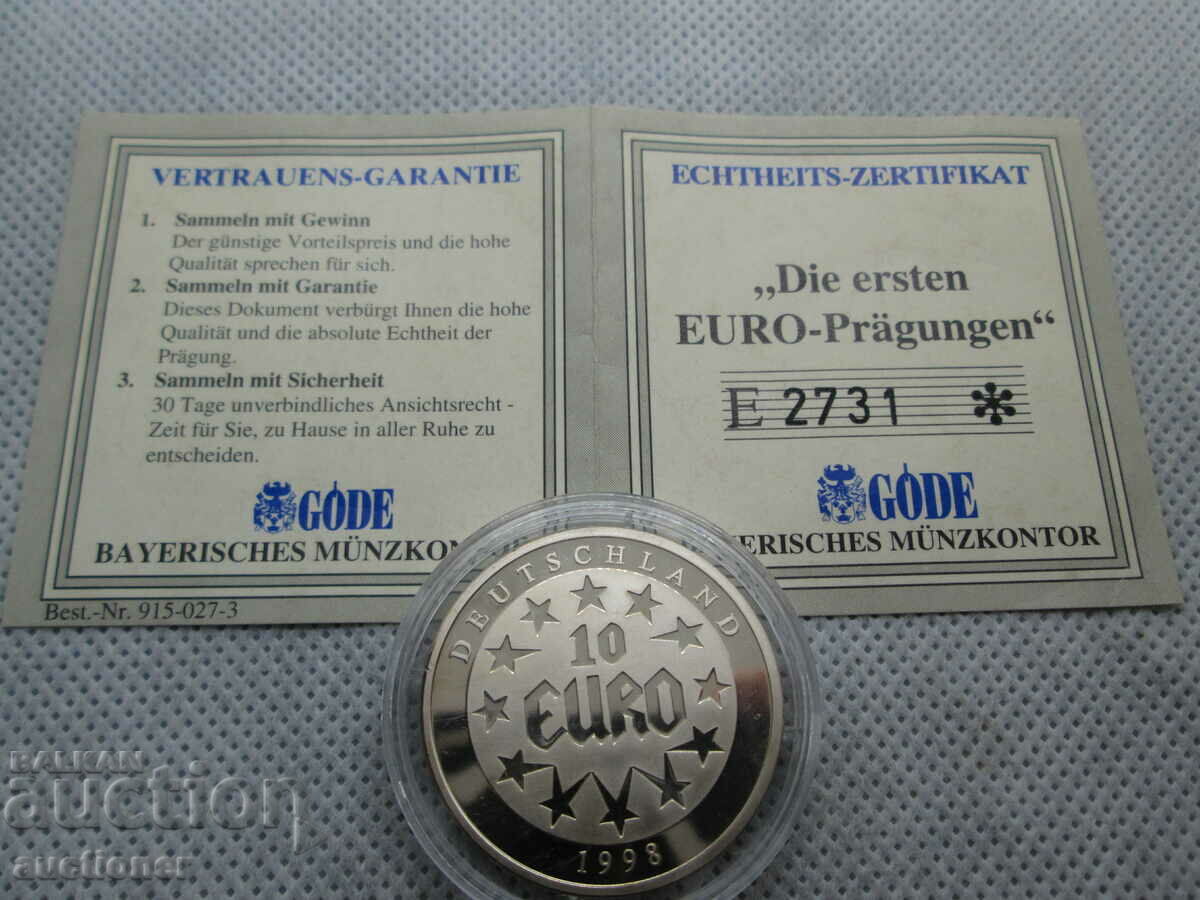 VERTRAUENS-GARANTIE
1. Sammeln mit Gewinn
Der günstige Vorteilspreis und die hohe
Qualität sprechen für sich.
2. Sammeln mit Garantie
Dieses Dokument verbürgt Ihnen die hohe
Qualität und die absolute Echtheit der
Prägung.
3. Sammeln mit Sicherheit
30 Tage unverbindliches Ansichtsrecht -
Zeit für Sie, zu Hause in aller Ruhe zu
entscheiden.
GÖDE
BAYERISCHES MÜNZKON
Best.-Nr. 915-027-3
ECHTHEITS-ZERTIFIKAT
„Die ersten
EURO-Prägungen“
E 2731 *
GÖDE
ERISCHES MÜNZKONTOR
DEUTSCHLAND
10
EURO
1998
BALKAN
auction
auctioner